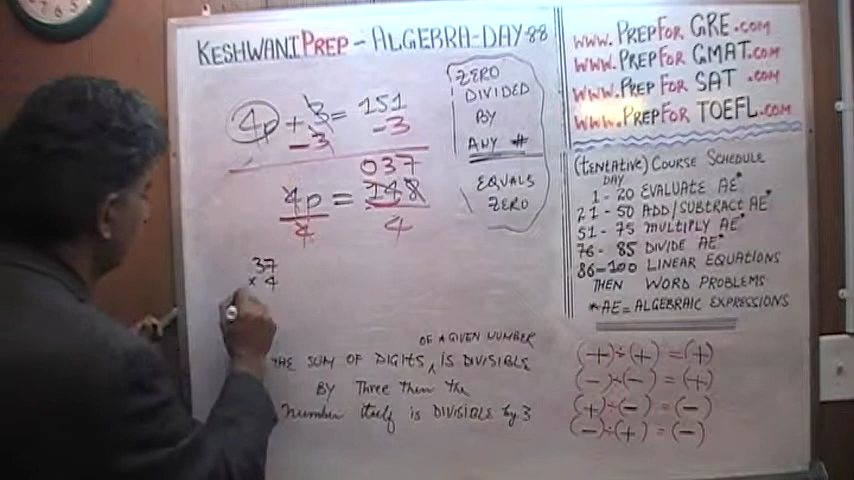 KESHWANI PREP - ALGEBRA - DAY-88
4p + 3 = 151
-3 -3
037
4p = 148
4 4
37
x 4
ZERO
DIVIDED
BY
ANY #
EQUALS
ZERO
OF A GIVEN NUMBER
THE SUM OF DIGITS, IS DIVISIBLE
BY Three then the
Number itself is DIVISIBLE by 3
www.PREPFOR GRE.com
www.PREPFOR GMAT.com
www.PREPFOR SAT.com
www.PREPFOR TOEFL.com
(TENTATIVE) COURSE SCHEDULE
DAY
1-20 EVALUATE AE*
21-50 ADD/SUBTRACT AE*
51-75 MULTIPLY AE*
76-85 DIVIDE AE*
86-100 LINEAR EQUATIONS
THEN WORD PROBLEMS
*AE=ALGEBRAIC EXPRESSIONS
(+)÷(+)=(+)
(-)÷(-)=(+)
(+)÷(-)=(-)
(-)÷(+)=(-)